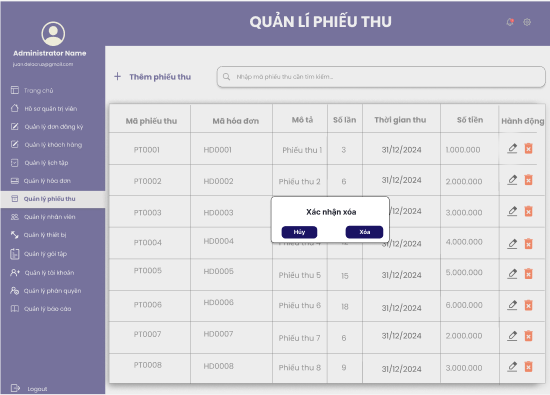 QUẢN LÍ PHIẾU THU
Administrator Name
juan.delacruz@gmail.com
Trang chủ
Hồ sơ quản trị viên
Quản lý đơn đăng ký
Quản lý khách hàng
Quản lý lịch tập
Quản lý hóa đơn
Quản lý phiếu thu
Quản lý nhân viên
Quản lý thiết bị
Quản lý gói tập
Quản lý tài khoản
Quản lý phân quyền
Quản lý báo cáo
Logout
+ Thêm phiếu thu
Nhập mã phiếu thu cần tìm kiếm...
Mã phiếu thu Mã hóa đơn Mô tả Số lần Thời gian thu Số tiền Hành động
PT0001 HD0001 Phiếu thu 1 3 31/12/2024 1.000.000
PT0002 HD0002 Phiếu thu 2 6 31/12/2024 2.000.000
PT0003 HD0003 /12/2024 3.000.000
PT0004 HD0004 /12/2024 4.000.000
PT0005 HD0005 Phiếu thu 5 15 31/12/2024 5.000.000
PT0006 HD0006 Phiếu thu 6 18 31/12/2024 6.000.000
PT0007 HD0007 Phiếu thu 7 6 31/12/2024 2.000.000
PT0008 HD0008 Phiếu thu 8 9 31/12/2024 3.000.000
Xác nhận xóa
Hủy Xóa